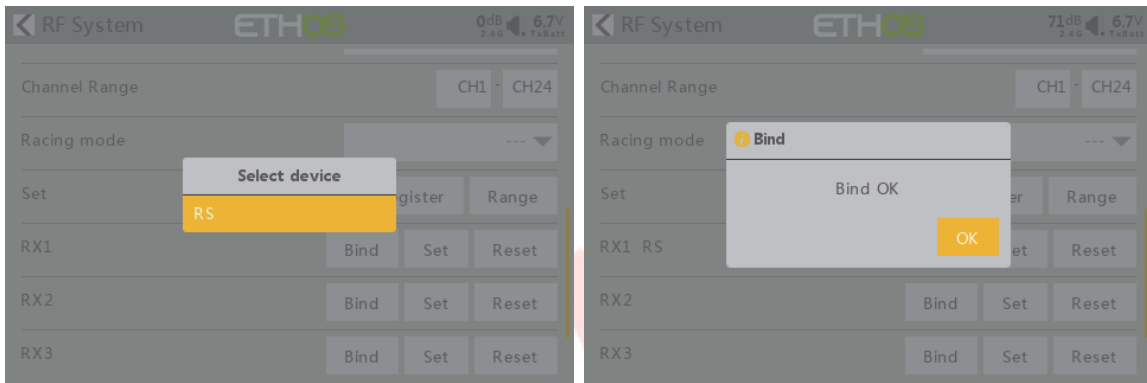 RF System ETHOS 0dB 2.4G 6.7V TxBatt
Channel Range CH1 - CH24
Racing mode ---
Select device
Set gister Range
RS
RX1 Bind Set Reset
RX2 Bind Set Reset
RX3 Bind Set Reset
RF System ETHOS 71dB 2.4G 6.7V TxBatt
Channel Range CH1 - CH24
Racing mode ---
Bind
Bind OK
Set er Range
OK
RX1 RS et Reset
RX2 Bind Set Reset
RX3 Bind Set Reset